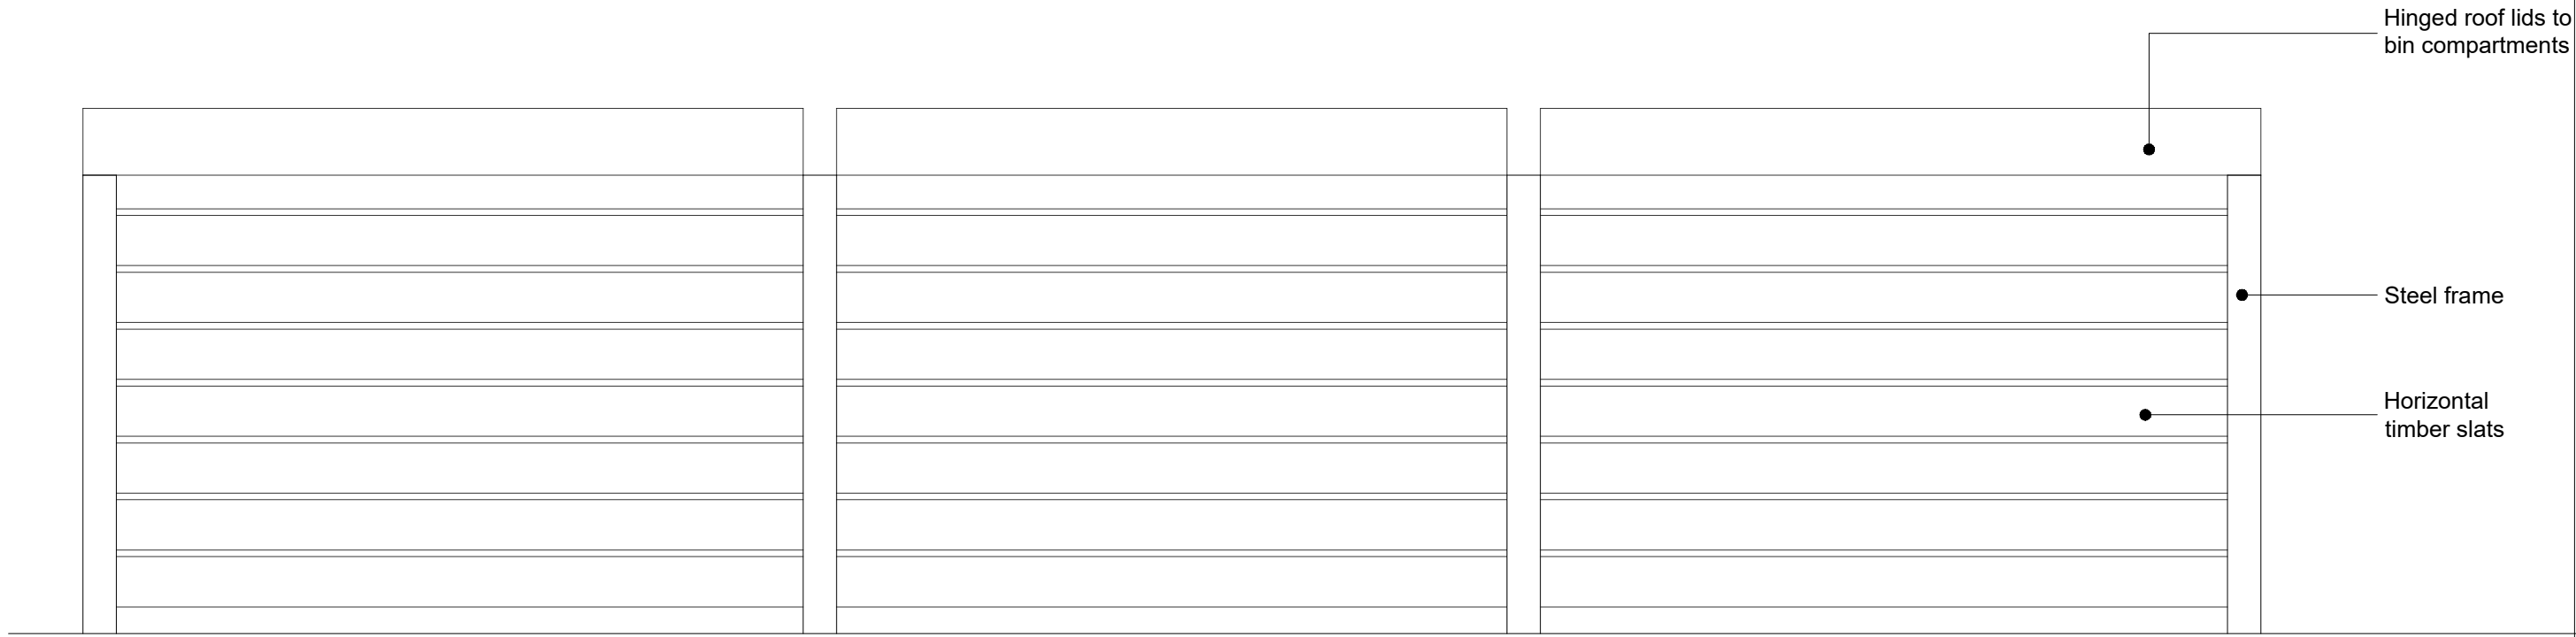 Hinged roof lids to
bin compartments
Steel frame
Horizontal
timber slats